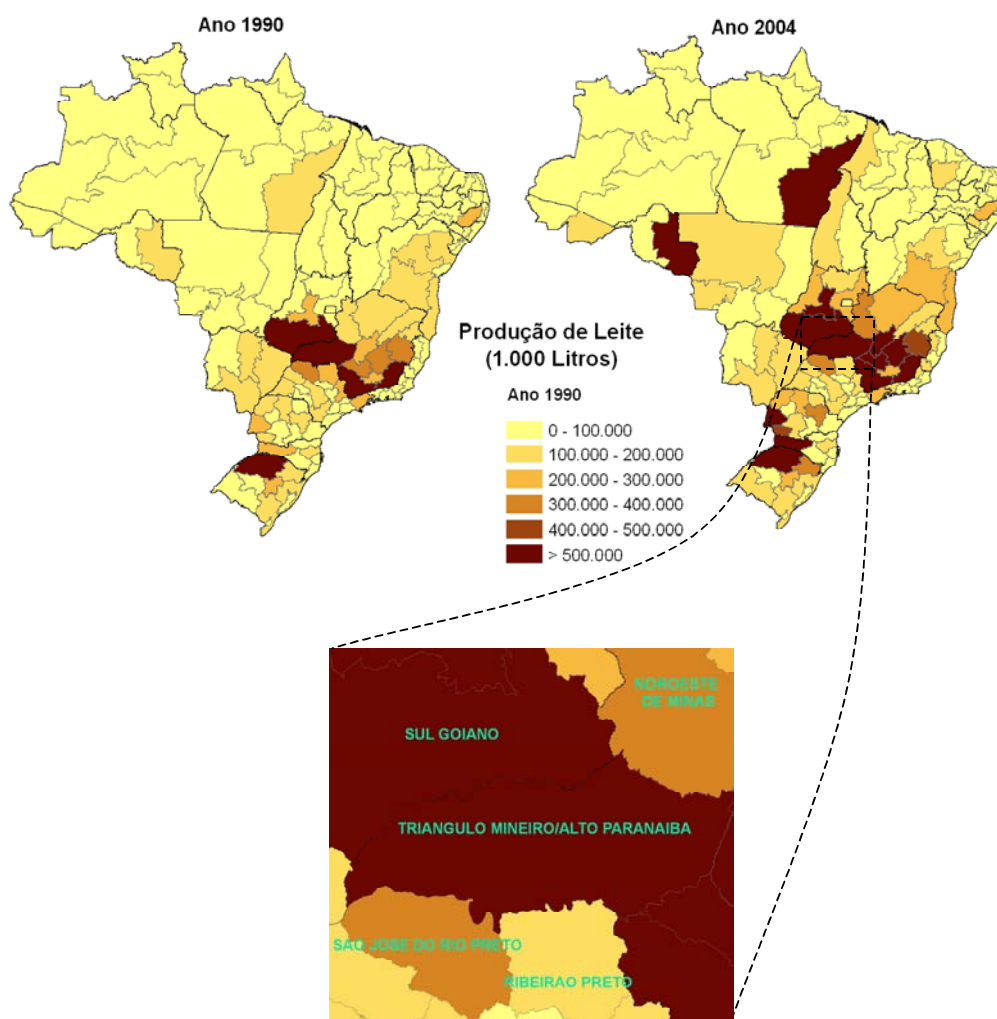 Ano 1990
Ano 2004
Produção de Leite
(1.000 Litros)
Ano 1990
0 - 100.000
100.000 - 200.000
200.000 - 300.000
300.000 - 400.000
400.000 - 500.000
> 500.000
NOROESTE
DE MINAS
SUL GOIANO
TRIANGULO MINEIRO/ALTO PARANAIBA
SAO JOSE DO RIO PRETO
RIBEIRAO PRETO